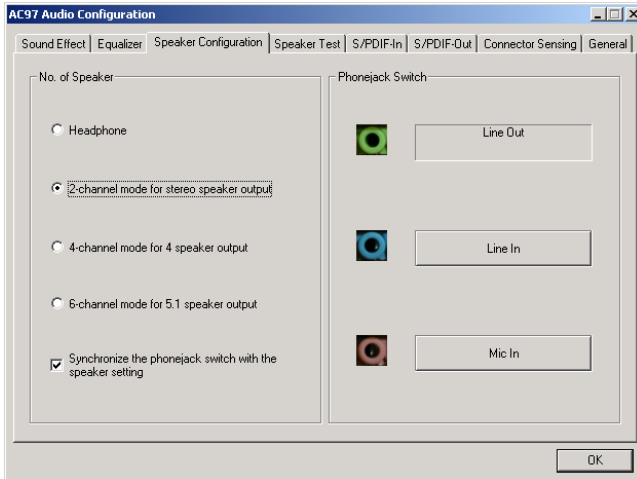 AC97 Audio Configuration
Sound Effect
Equalizer
Speaker Configuration
Speaker Test
S/PDIF-In
S/PDIF-Out
Connector Sensing
General
No. of Speaker
Headphone
2-channel mode for stereo speaker output
4-channel mode for 4 speaker output
6-channel mode for 5.1 speaker output
Synchronize the phonejack switch with the
speaker setting
Phonejack Switch
Line Out
Line In
Mic In
OK